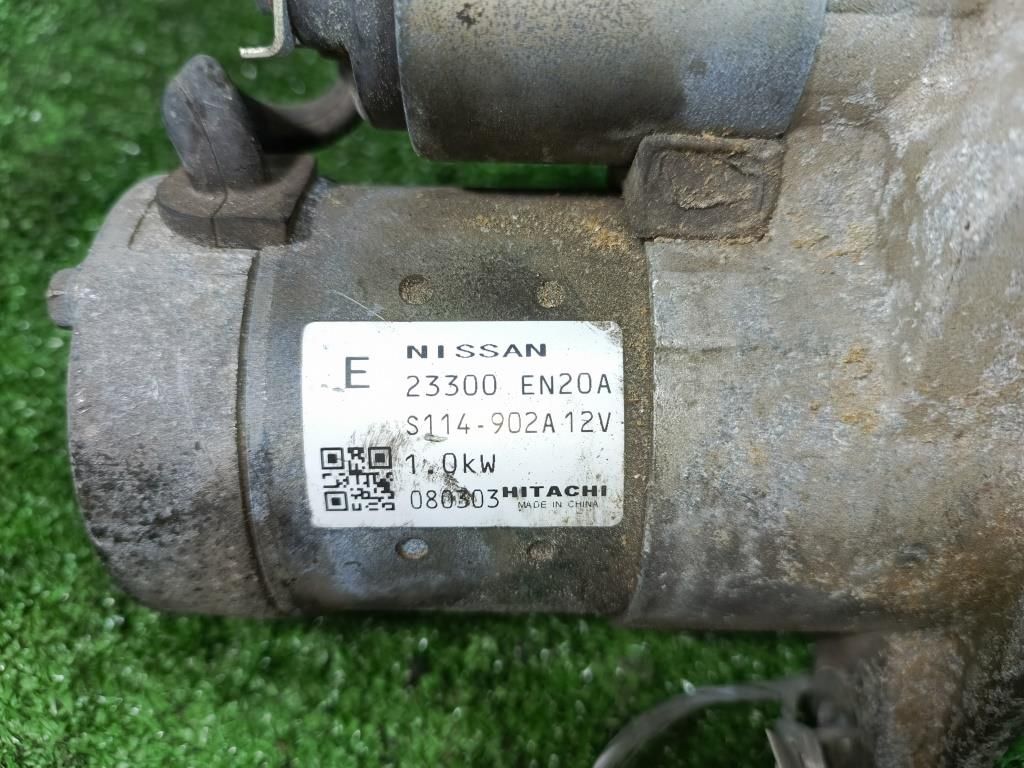 E
NISSAN
23300 EN20A
S114-902A 12V
1.0kW
080303 HITACHI
MADE IN CHINA